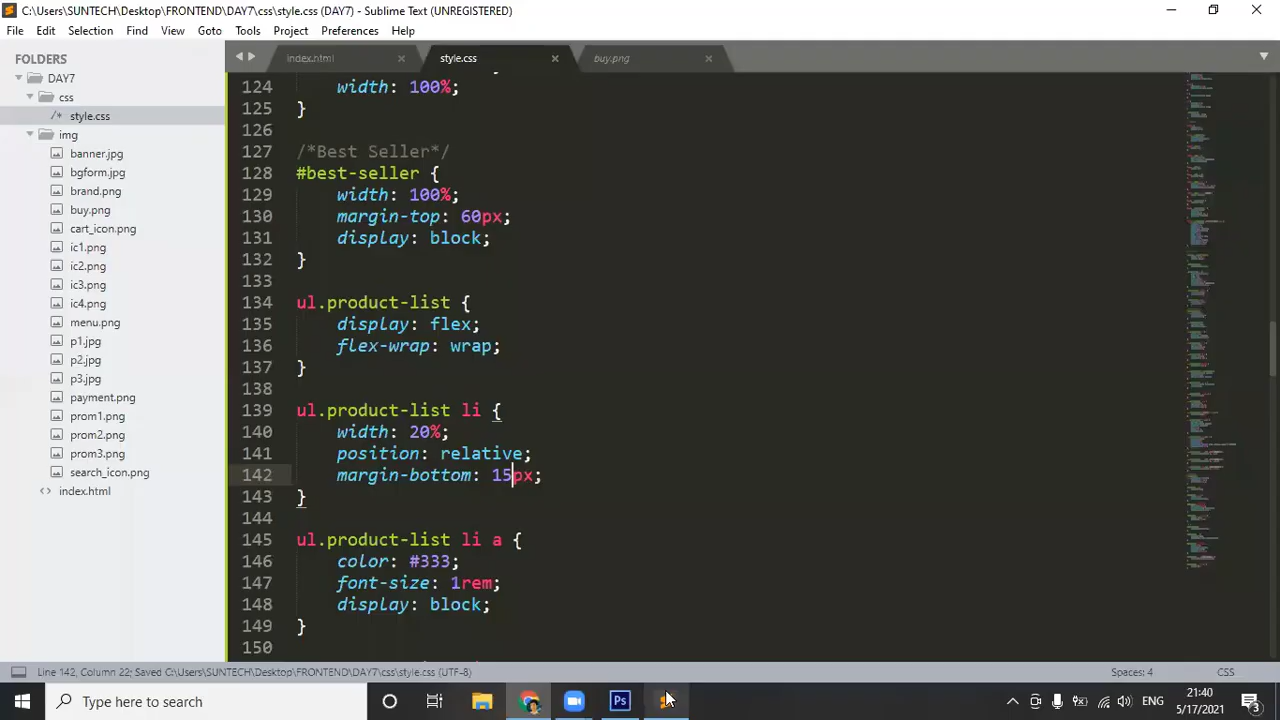 C:\Users\SUNTECH\Desktop\FRONTEND\DAY7\css\style.css (DAY7) - Sublime Text (UNREGISTERED)
File Edit Selection Find View Goto Tools Project Preferences Help
FOLDERS
DAY7
css
/* style.css
img
banner.jpg
bgform.jpg
brand.png
buy.png
cart_icon.png
ic1.png
ic2.png
ic3.png
ic4.png
menu.png
p1.jpg
p2.jpg
p3.jpg
payment.png
prom1.png
prom2.png
prom3.png
search_icon.png
<> index.html
index.html style.css buy.png
124 width: 100%;
125 }
126
127 /*Best Seller*/
128 #best-seller {
129 width: 100%;
130 margin-top: 60px;
131 display: block;
132 }
133
134 ul.product-list {
135 display: flex;
136 flex-wrap: wrap;
137 }
138
139 ul.product-list li {
140 width: 20%;
141 position: relative;
142 margin-bottom: 15px;
143 }
144
145 ul.product-list li a {
146 color: #333;
147 font-size: 1rem;
148 display: block;
149 }
150
Line 142, Column 22; Saved C:\Users\SUNTECH\Desktop\FRONTEND\DAY7\css\style.css (UTF-8) Spaces: 4 CSS
Type here to search
Ps
ENG
21:40
5/17/2021
3